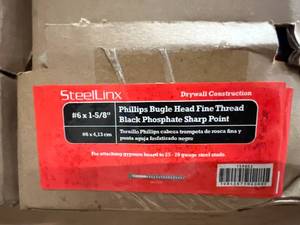 SteelLinx
Drywall Construction
#6 x 1-5/8"
Phillips Bugle Head Fine Thread
Black Phosphate Sharp Point
#6 x 4,13 cm
Tornillo Phillips cabeza trompeta de rosca fina y
punta aguja fosfatizado negro
For attaching gypsum board to 25 - 20 gauge steel studs.